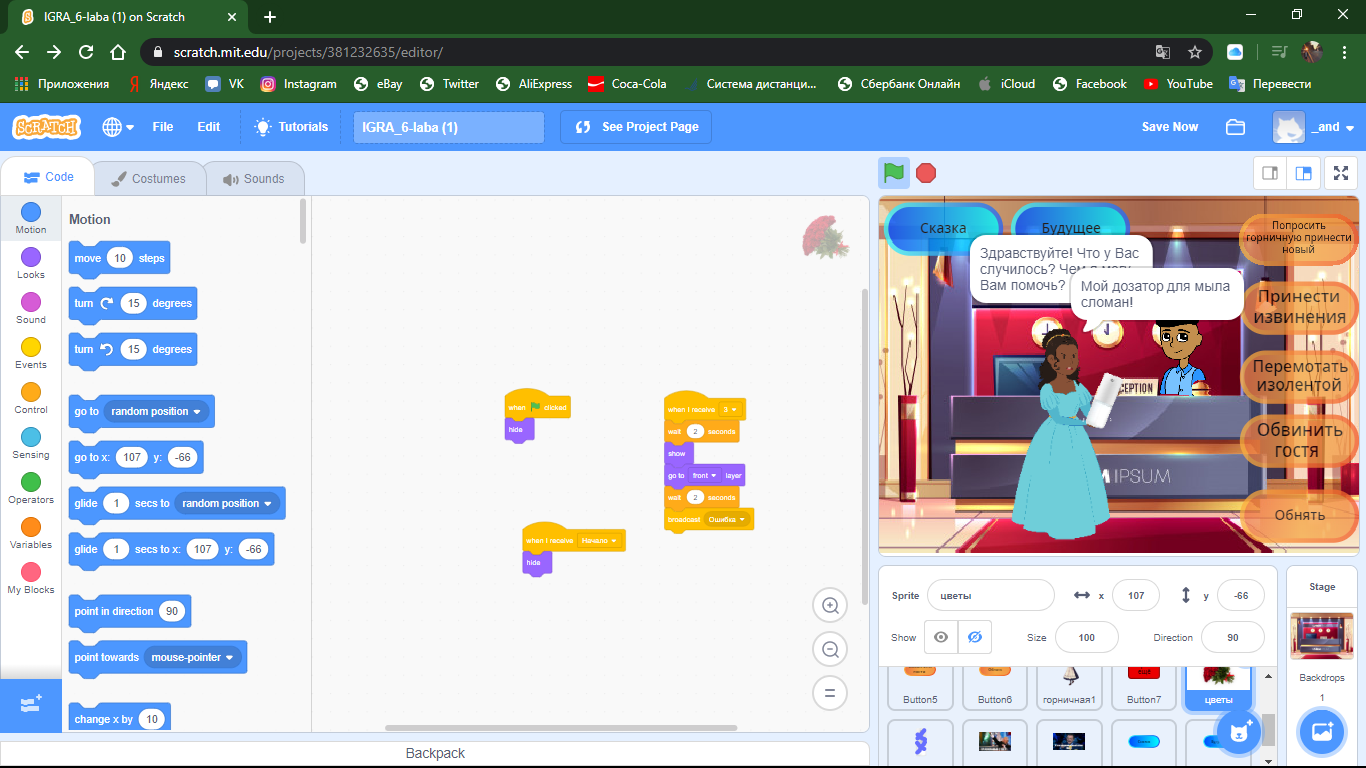 IGRA_6-laba (1) on Scratch
scratch.mit.edu/projects/381232635/editor/
Приложения
Яндекс
VK
Instagram
eBay
Twitter
AliExpress
Coca-Cola
Система дистанци...
Сбербанк Онлайн
iCloud
Facebook
YouTube
Перевести
SCRATCH
File
Edit
Tutorials
IGRA_6-laba (1)
See Project Page
Save Now
_and
Code
Costumes
Sounds
Motion
Looks
Sound
Events
Control
Sensing
Operators
Variables
My Blocks
Motion
move 10 steps
turn 15 degrees
turn 15 degrees
go to random position
go to x: 107 y: -66
glide 1 secs to random position
glide 1 secs to x: 107 y: -66
point in direction 90
point towards mouse-pointer
change x by 10
when clicked
hide
when I receive Начало
hide
when I receive 3
wait 2 seconds
show
go to front layer
wait 2 seconds
broadcast Ошибка
Backpack
Сказка
Будущее
Здравствуйте! Что у Вас
случилось? Чем я могу
Вам помочь?
Мой дозатор для мыла
сломан!
Попросить
горничную принести
новый
Принести
извинения
Перемотать
изолентой
Обвинить
гостя
Обнять
CEPTION
M IPSUM
Sprite
цветы
x 107
y -66
Show
Size 100
Direction 90
Button5
Button6
горничная1
Button7
цветы
Stage
Backdrops
1